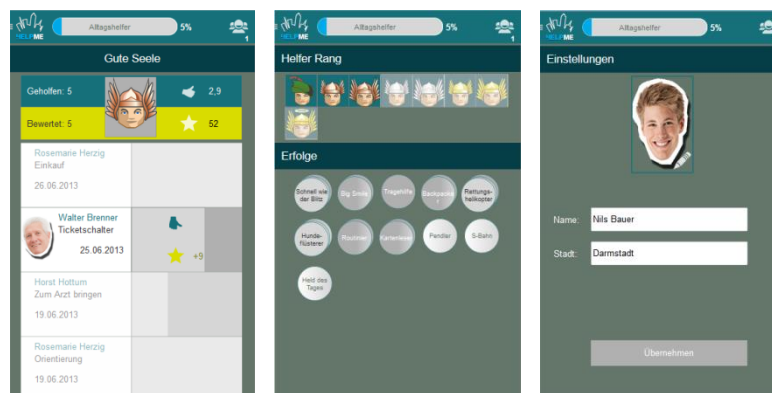 HELPME
Alltagshelfer
5%
1
Gute Seele
Geholfen: 5
2,9
Bewertet: 5
52
Rosemarie Herzig
Einkauf
26.06.2013
Walter Brenner
Ticketschalter
25.06.2013
+9
Horst Hottum
Zum Arzt bringen
19.06.2013
Rosemarie Herzig
Orientierung
19.06.2013
HELPME
Alltagshelfer
5%
1
Helfer Rang
Erfolge
Schnell wie
der Blitz
Big Smile
Tragehilfe
Backpacke
r
Rettungs-
helikopter
Hunde-
flüsterer
Routinier
Kartenleser
Pendler
S-Bahn
Held des
Tages
HELPME
Alltagshelfer
5%
Einstellungen
Name:
Nils Bauer
Stadt:
Darmstadt
Übernehmen